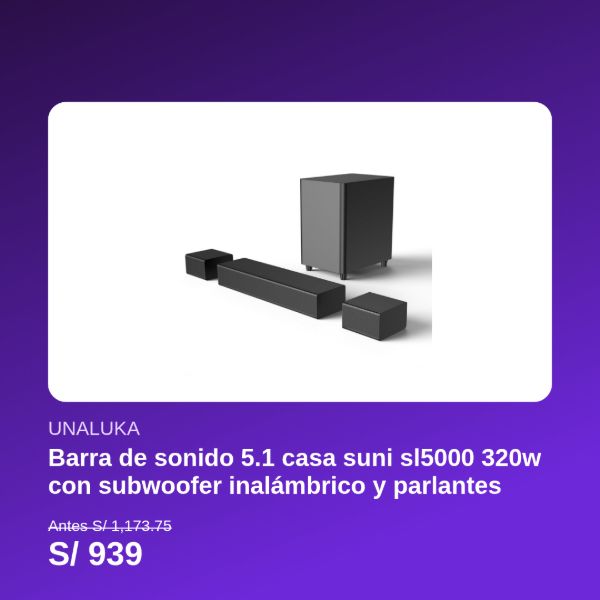 UNALUKA
Barra de sonido 5.1 casa suni sl5000 320w
con subwoofer inalámbrico y parlantes
Antes S/ 1,173.75
S/ 939